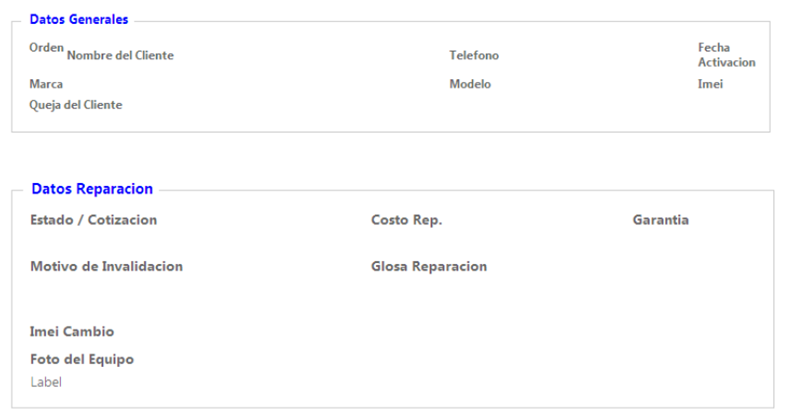 Datos Generales
Orden Nombre del Cliente Telefono Fecha Activacion
Marca Modelo Imei
Queja del Cliente
Datos Reparacion
Estado / Cotizacion Costo Rep. Garantia
Motivo de Invalidacion Glosa Reparacion
Imei Cambio
Foto del Equipo
Label